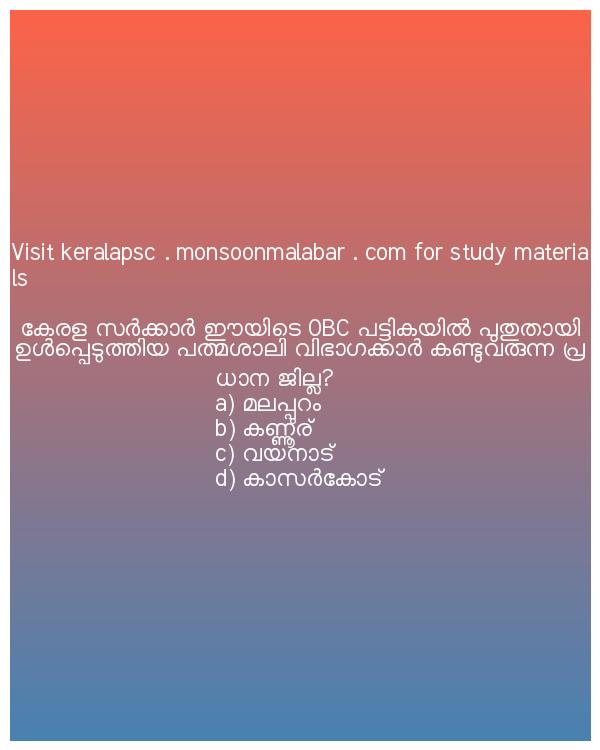 Visit keralapsc . monsoonmalabar . com for study materia
ls
കേരള സർക്കാർ ഈയിടെ OBC പട്ടികയിൽ പുതുതായി
ഉൾപ്പെടുത്തിയ പത്മശാലി വിഭാഗക്കാർ കണ്ടുവരുന്ന പ്ര
ധാന ജില്ല?
a) മലപ്പുറം
b) കണ്ണൂര്
c) വയനാട്
d) കാസർകോട്